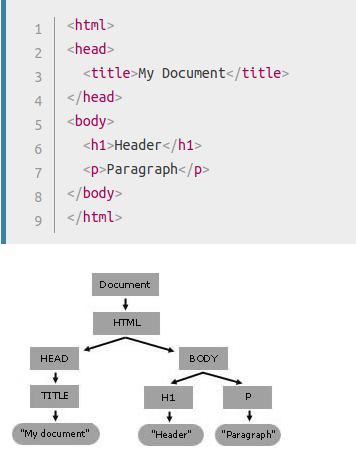 1 <html>
2 <head>
3 <title>My Document</title>
4 </head>
5 <body>
6 <h1>Header</h1>
7 <p>Paragraph</p>
8 </body>
9 </html>
Document
HTML
HEAD BODY
TITLE H1 P
"My document" "Header" "Paragraph"